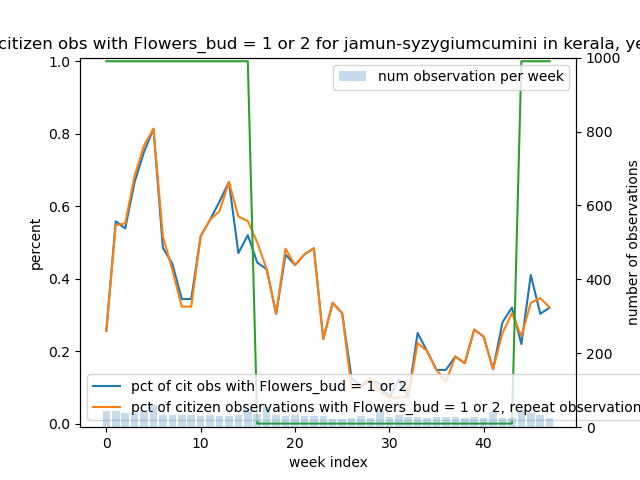 citizen obs with Flowers_bud = 1 or 2 for jamun-syzygiumcumini in kerala, ye
num observation per week
1.0
0.8
0.6
0.4
0.2
0.0
percent
1000
800
600
400
200
0
number of observations
pct of cit obs with Flowers_bud = 1 or 2
pct of citizen observations with Flowers_bud = 1 or 2, repeat observation
0 10 20 30 40
week index